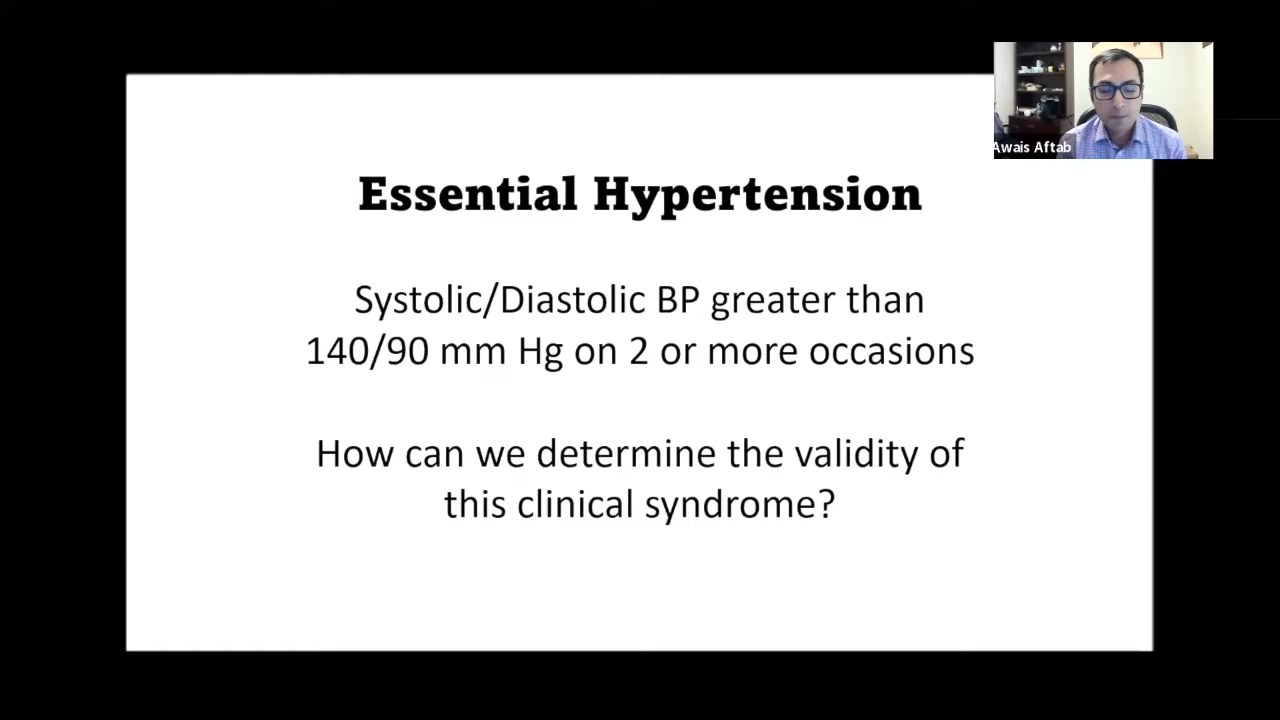 Awais Aftab
Essential Hypertension
Systolic/Diastolic BP greater than
140/90 mm Hg on 2 or more occasions
How can we determine the validity of
this clinical syndrome?